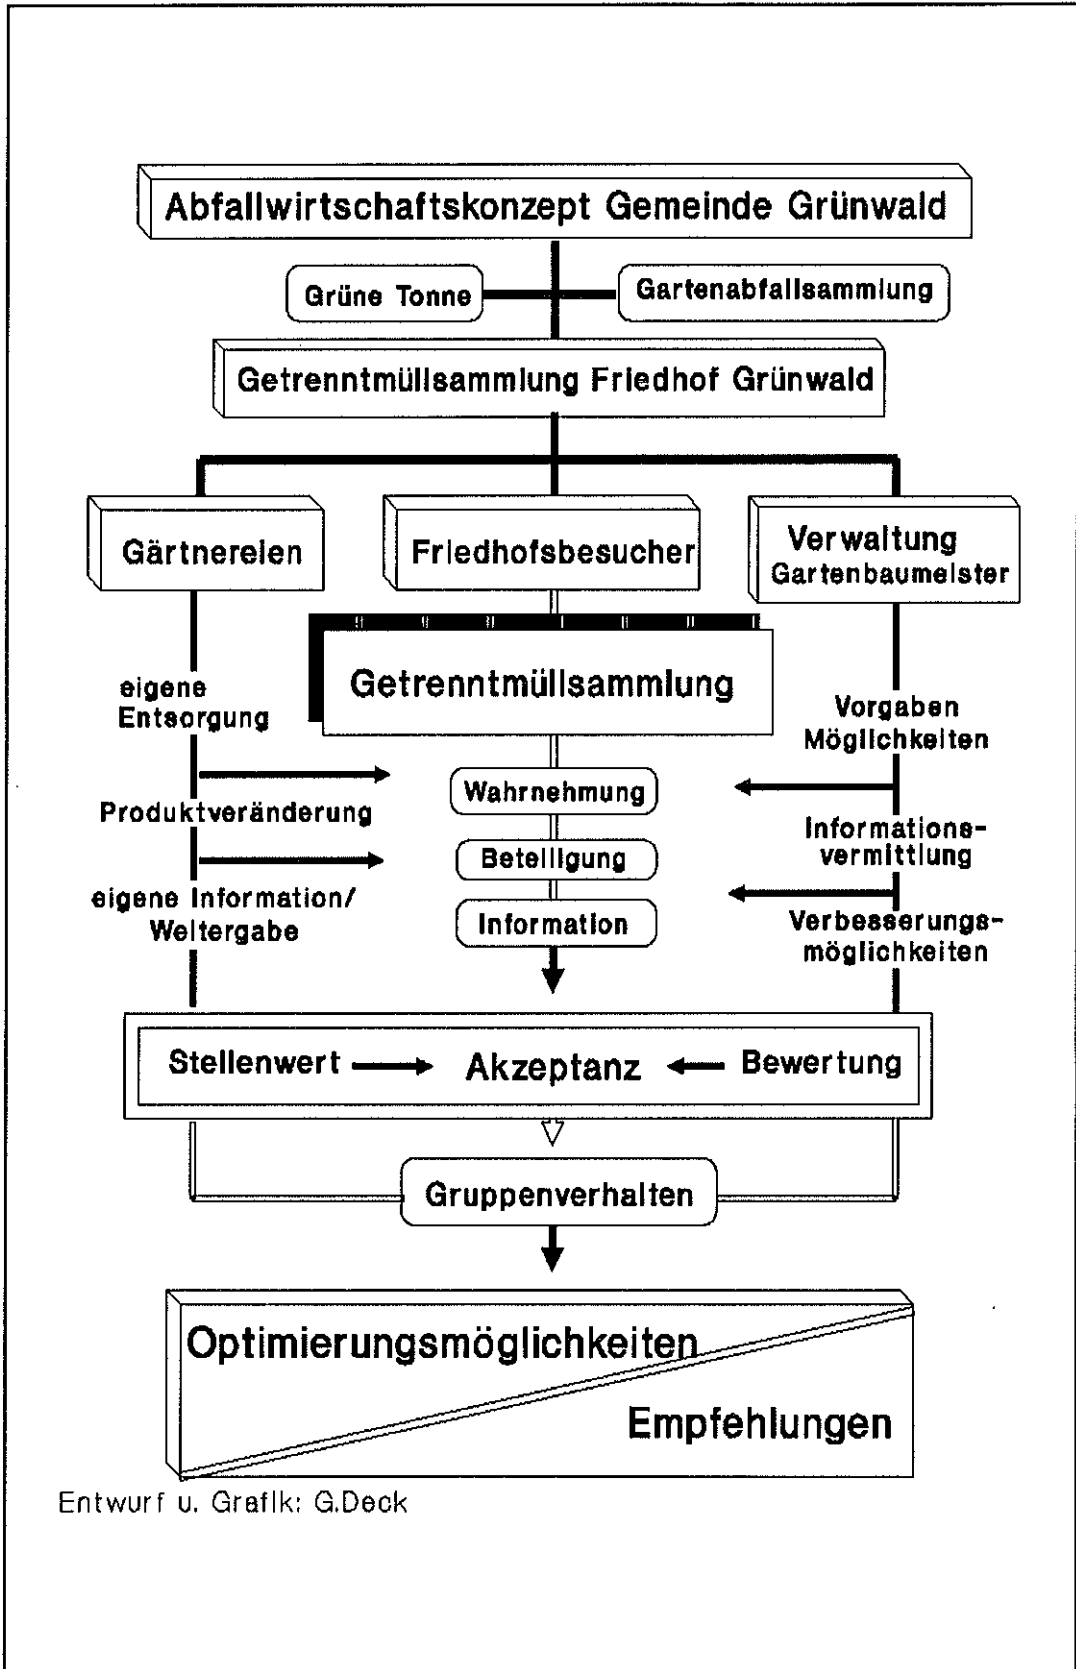 Abfallwirtschaftskonzept Gemeinde Grünwald
Grüne Tonne
Gartenabfallsammlung
Getrenntmüllsammlung Friedhof Grünwald
Gärtnereien
Friedhofsbesucher
Verwaltung
Gartenbaumeister
Getrenntmüllsammlung
eigene
Entsorgung
Produktveränderung
eigene Information/
Weitergabe
Wahrnehmung
Beteiligung
Information
Vorgaben
Möglichkeiten
Informations-
vermittlung
Verbesserungs-
möglichkeiten
Stellenwert
Akzeptanz
Bewertung
Gruppenverhalten
Optimierungsmöglichkeiten
Empfehlungen
Entwurf u. Grafik: G.Deck